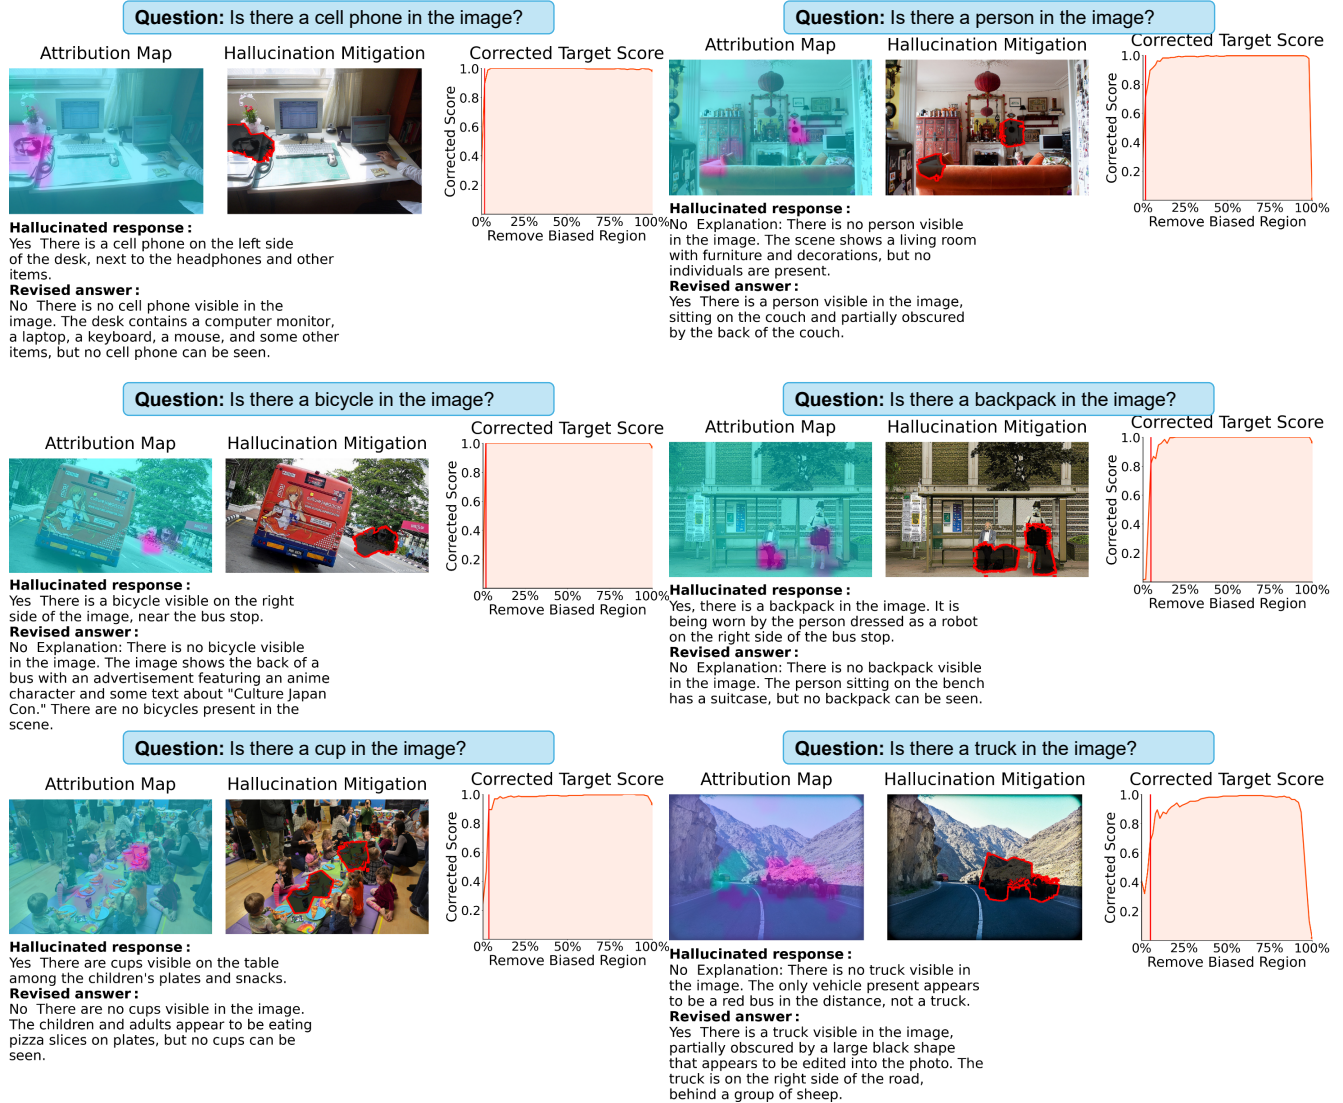 Question: Is there a cell phone in the image?
Attribution Map
Hallucination Mitigation
Corrected Target Score
Corrected Score
1.0
0.8
0.6
0.4
0.2
0% 25% 50% 75% 100%
Remove Biased Region
Hallucinated response:
Yes There is a cell phone on the left side
of the desk, next to the headphones and other
items.
Revised answer:
No There is no cell phone visible in the
image. The desk contains a computer monitor,
a laptop, a keyboard, a mouse, and some other
items, but no cell phone can be seen.
Question: Is there a person in the image?
Attribution Map
Hallucination Mitigation
Corrected Target Score
Corrected Score
1.0
0.8
0.6
0.4
0.2
0% 25% 50% 75% 100%
Remove Biased Region
Hallucinated response:
No Explanation: There is no person visible
in the image. The scene shows a living room
with furniture and decorations, but no
individuals are present.
Revised answer:
Yes There is a person visible in the image,
sitting on the couch and partially obscured
by the back of the couch.
Question: Is there a bicycle in the image?
Attribution Map
Hallucination Mitigation
Corrected Target Score
Corrected Score
1.0
0.8
0.6
0.4
0.2
0% 25% 50% 75% 100%
Remove Biased Region
Hallucinated response:
Yes There is a bicycle visible on the right
side of the image, near the bus stop.
Revised answer:
No Explanation: There is no bicycle visible
in the image. The image shows the back of a
bus with an advertisement featuring an anime
character and some text about "Culture Japan
Con." There are no bicycles present in the
scene.
Question: Is there a backpack in the image?
Attribution Map
Hallucination Mitigation
Corrected Target Score
Corrected Score
1.0
0.8
0.6
0.4
0.2
0% 25% 50% 75% 100%
Remove Biased Region
Hallucinated response:
Yes, there is a backpack in the image. It is
being worn by the person dressed as a robot
on the right side of the bus stop.
Revised answer:
No Explanation: There is no backpack visible
in the image. The person sitting on the bench
has a suitcase, but no backpack can be seen.
Question: Is there a cup in the image?
Attribution Map
Hallucination Mitigation
Corrected Target Score
Corrected Score
1.0
0.8
0.6
0.4
0.2
0% 25% 50% 75% 100%
Remove Biased Region
Hallucinated response:
Yes There are cups visible on the table
among the children's plates and snacks.
Revised answer:
No There are no cups visible in the image.
The children and adults appear to be eating
pizza slices on plates, but no cups can be
seen.
Question: Is there a truck in the image?
Attribution Map
Hallucination Mitigation
Corrected Target Score
Corrected Score
1.0
0.8
0.6
0.4
0.2
0% 25% 50% 75% 100%
Remove Biased Region
Hallucinated response:
No Explanation: There is no truck visible in
the image. The only vehicle present appears
to be a red bus in the distance, not a truck.
Revised answer:
Yes There is a truck visible in the image,
partially obscured by a large black shape
that appears to be edited into the photo. The
truck is on the right side of the road,
behind a group of sheep.